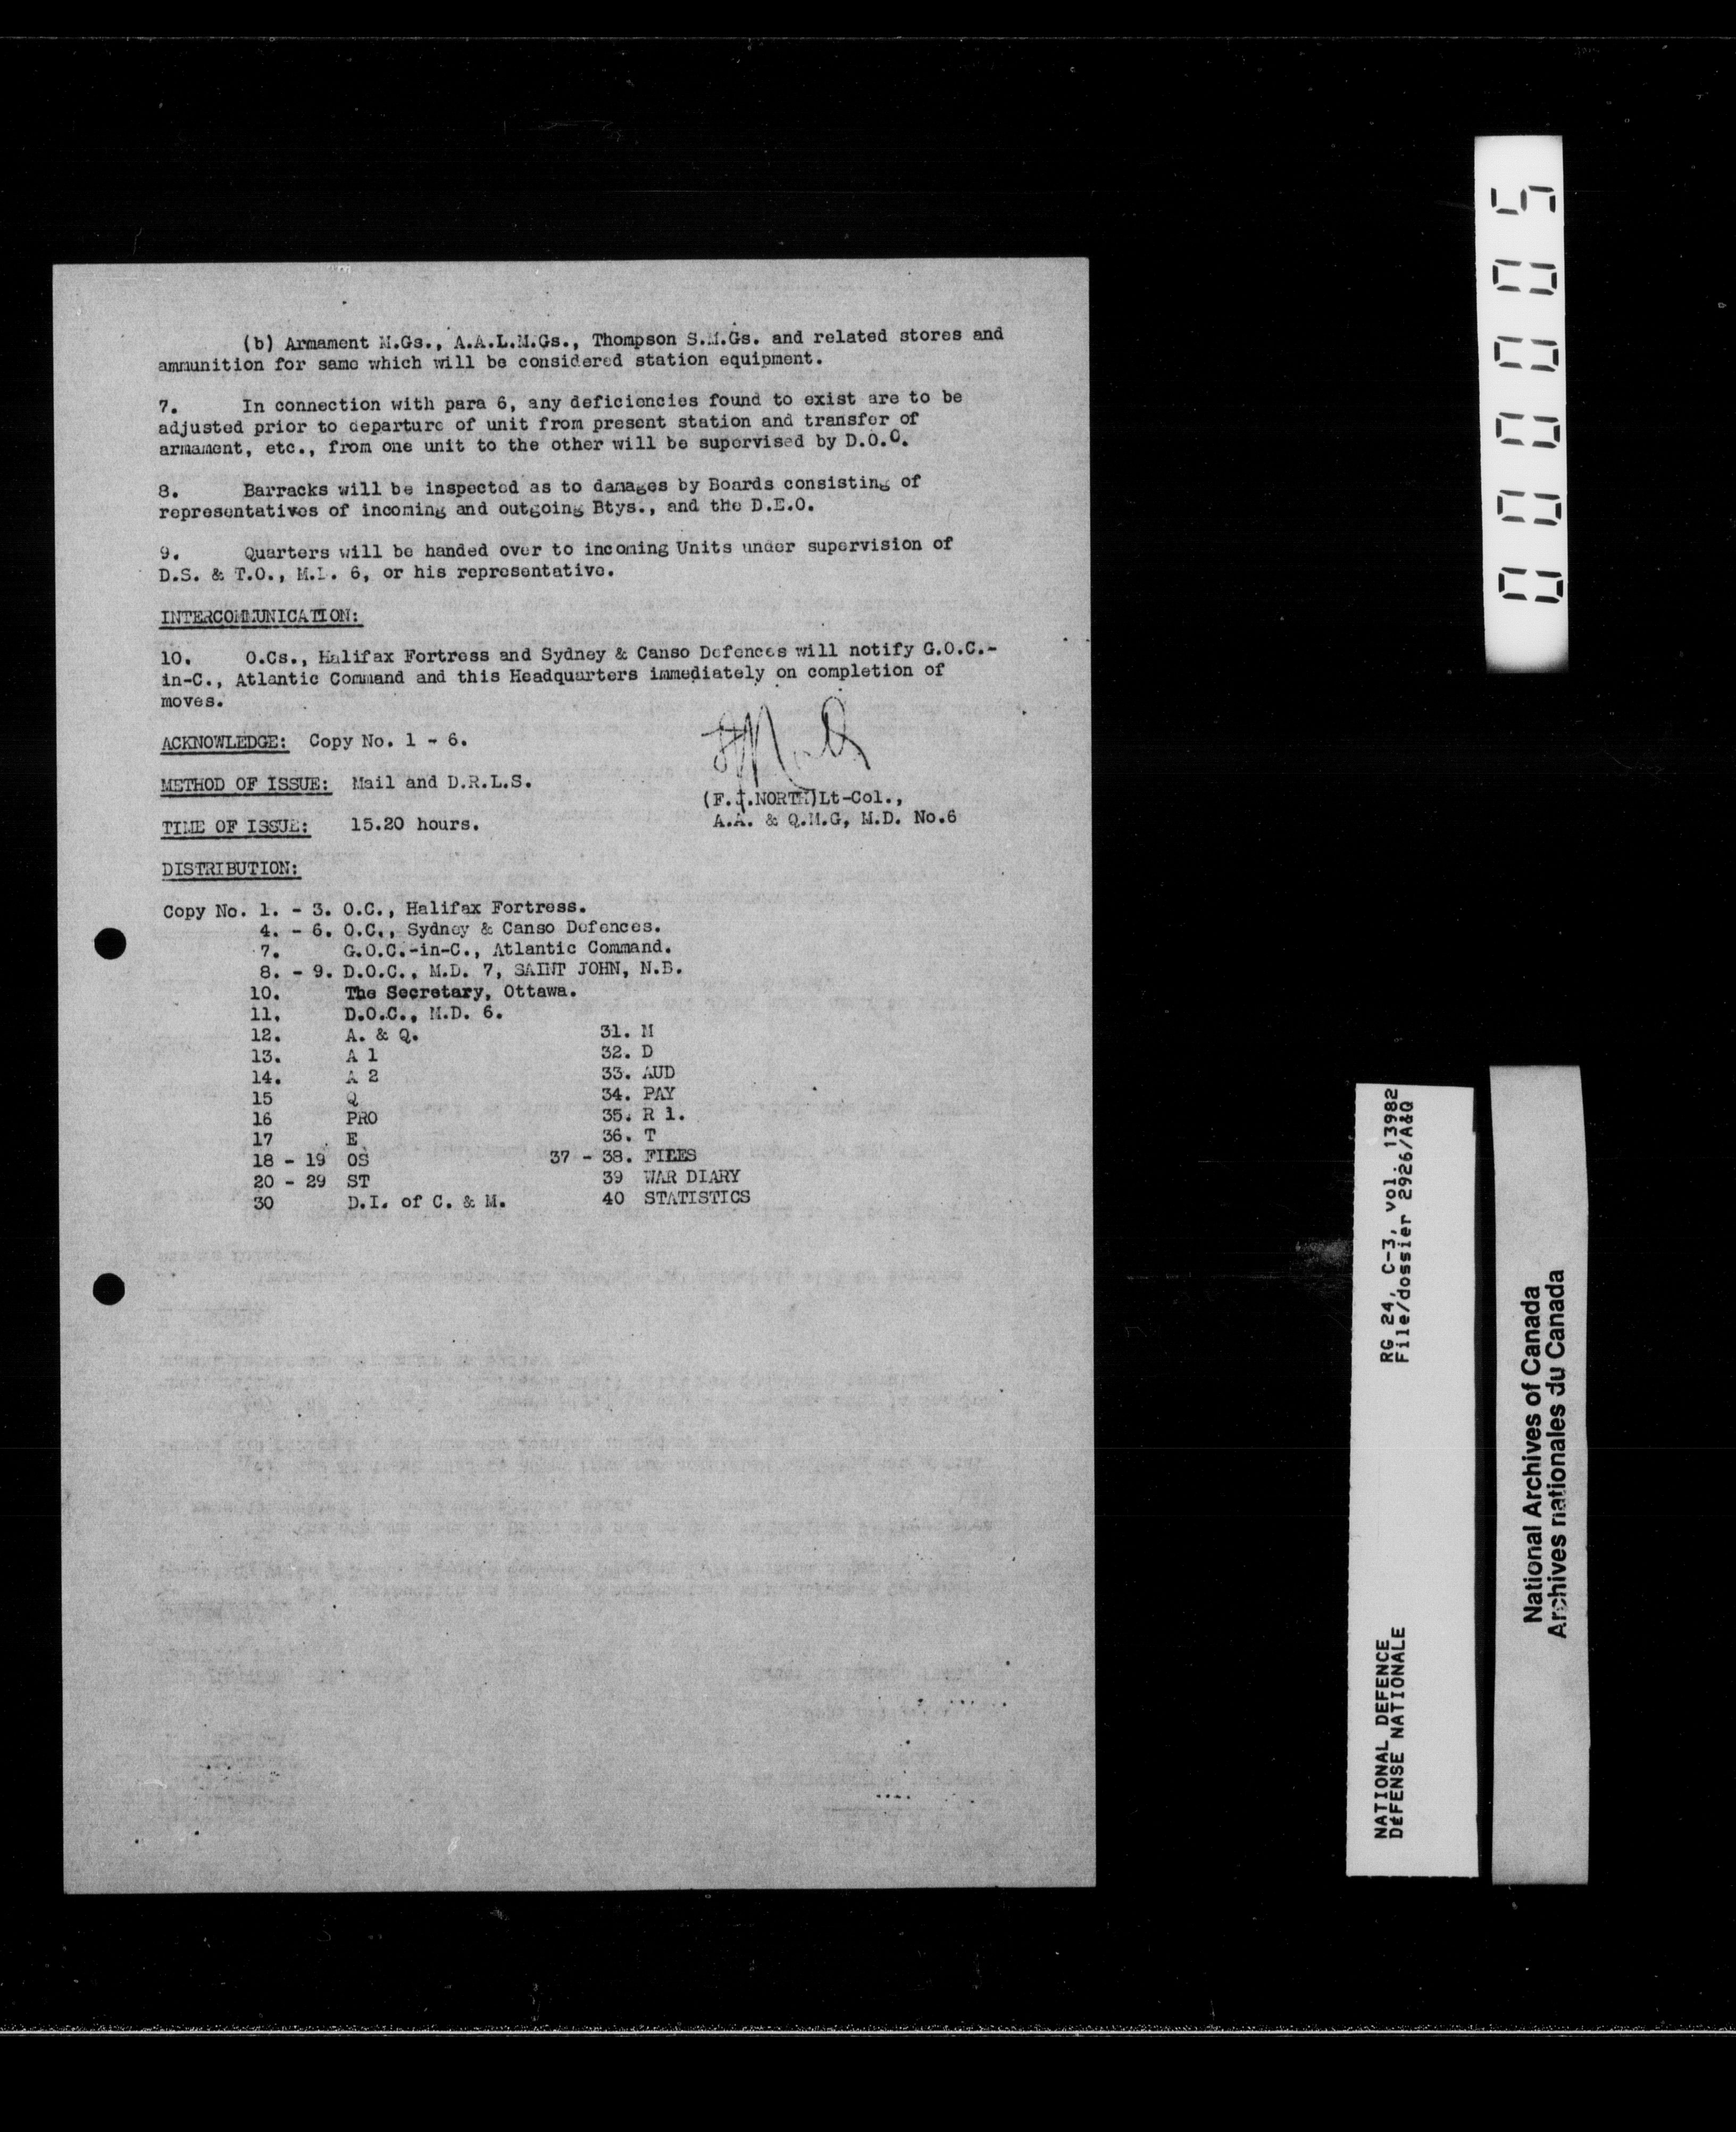 (b) Armament M.Gs., A.A.L.M.Gs., Thompson S.M.Gs. and related stores and
ammunition for same which will be considered station equipment.
7. In connection with para 6, any deficiencies found to exist are to be
adjusted prior to departure of unit from present station and transfer of
armament, etc., from one unit to the other will be supervised by D.O.O.
8. Barracks will be inspected as to damages by Boards consisting of
representatives of incoming and outgoing Btys., and the D.E.O.
9. Quarters will be handed over to incoming Units under supervision of
D.S. & T.O., M.D. 6, or his representative.
INTERCOMMUNICATION:
10. O.Cs., Halifax Fortress and Sydney & Canso Defences will notify G.O.C.-
in-C., Atlantic Command and this Headquarters immediately on completion of
moves.
ACKNOWLEDGE: Copy No. 1 - 6.
METHOD OF ISSUE: Mail and D.R.L.S.
(F.J.NORTH)Lt-Col.,
A.A. & Q.M.G, M.D. No.6
TIME OF ISSUE: 15.20 hours.
DISTRIBUTION:
Copy No. 1. - 3. O.C., Halifax Fortress.
4. - 6. O.C., Sydney & Canso Defences.
7. G.O.C.-in-C., Atlantic Command.
8. - 9. D.O.C., M.D. 7, SAINT JOHN, N.B.
10. The Secretary, Ottawa.
11. D.O.C., M.D. 6.
12. A. & Q. 31. M
13. A 1 32. D
14. A 2 33. AUD
15 Q 34. PAY
16 PRO 35. R 1.
17 E 36. T
18 - 19 OS 37 - 38. FILES
20 - 29 ST 39 WAR DIARY
30 D.I. of C. & M. 40 STATISTICS
00005
RG 24, C-3, vol. 13982
File/dossier 2926/A&Q
NATIONAL DEFENCE
DéFENSE NATIONALE
National Archives of Canada
Archives nationales du Canada